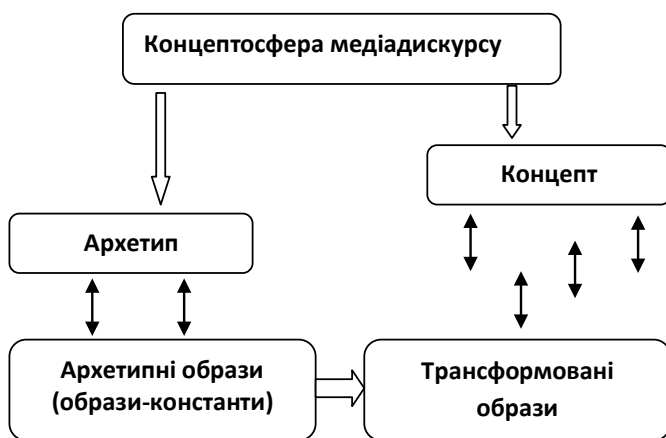 Концептосфера медіадискурсу
Концепт
Архетип
Архетипні образи
(образи-константи)
Трансформовані
образи